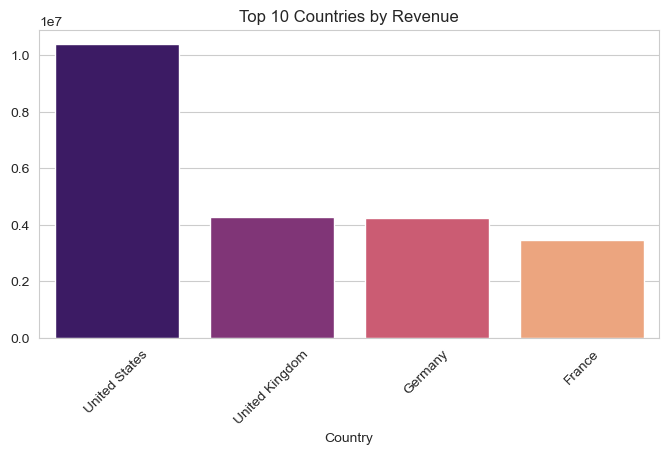 Top 10 Countries by Revenue
1e7
1.0
0.8
0.6
0.4
0.2
0.0
United States
United Kingdom
Germany
France
Country